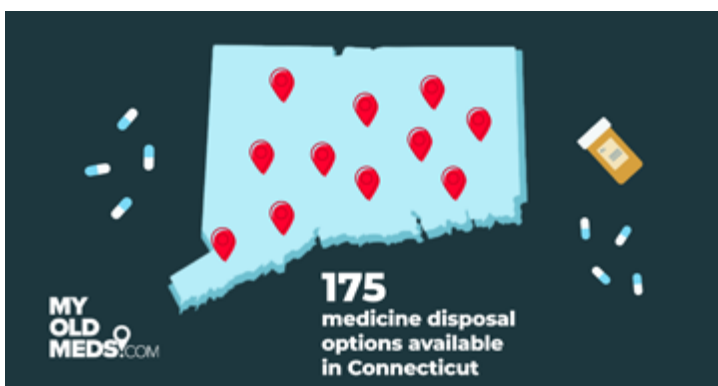 175
medicine disposal
options available
in Connecticut
MY
OLD
MEDS.COM